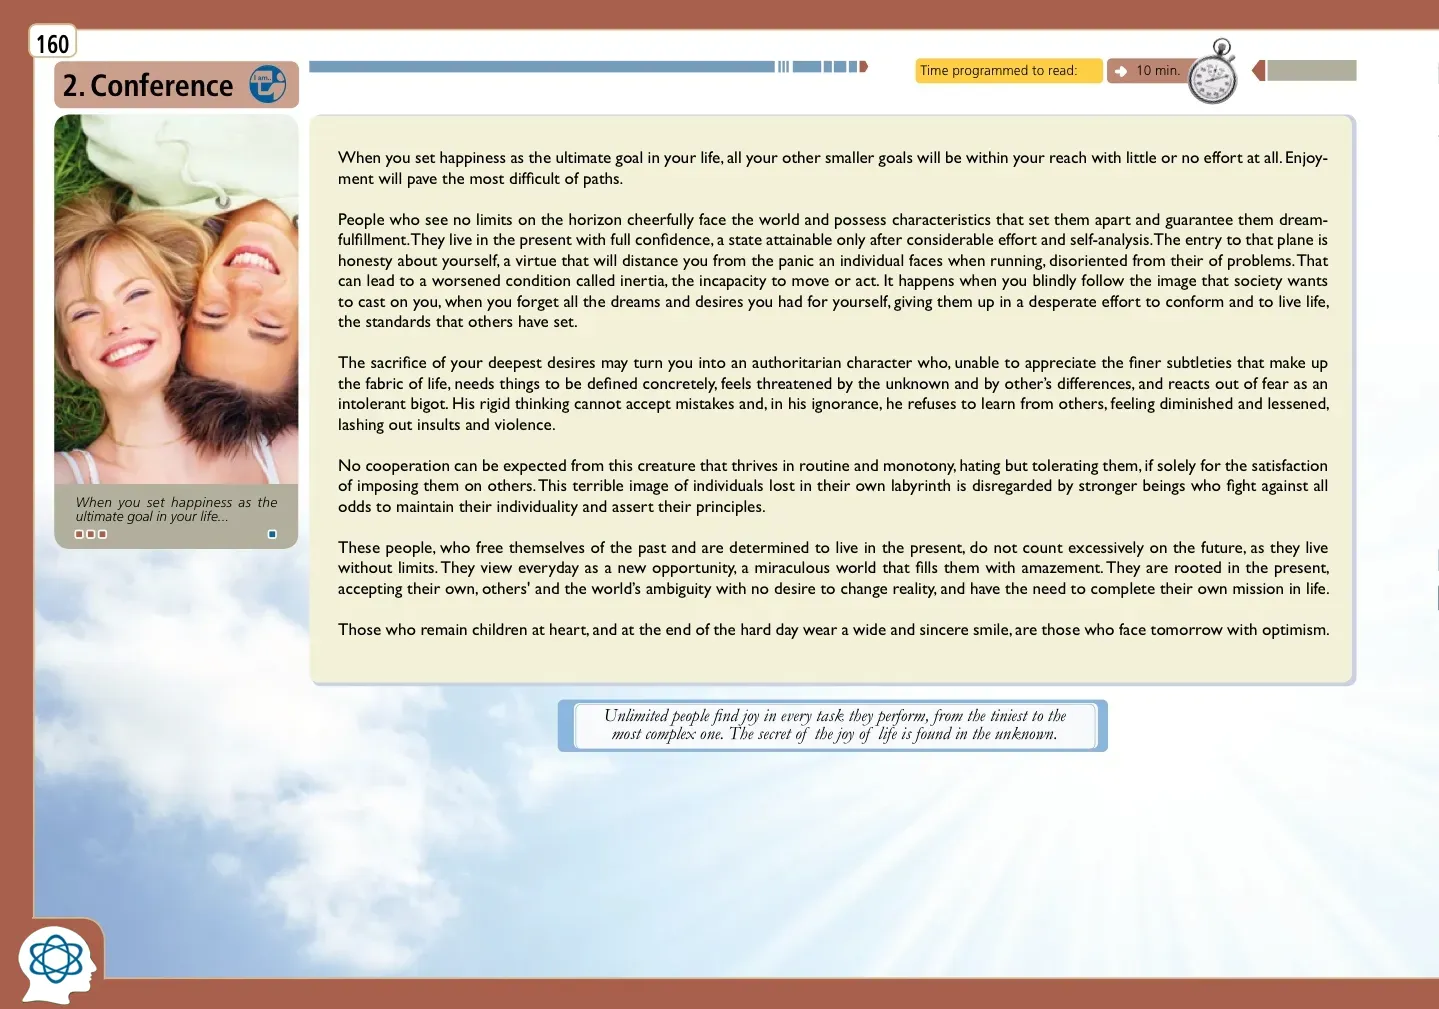 160
2. Conference
I am...
Time programmed to read:
10 min.
When you set happiness as the ultimate goal in your life, all your other smaller goals will be within your reach with little or no effort at all. Enjoy-
ment will pave the most difficult of paths.
People who see no limits on the horizon cheerfully face the world and possess characteristics that set them apart and guarantee them dream-
fulfillment. They live in the present with full confidence, a state attainable only after considerable effort and self-analysis. The entry to that plane is
honesty about yourself, a virtue that will distance you from the panic an individual faces when running, disoriented from their of problems. That
can lead to a worsened condition called inertia, the incapacity to move or act. It happens when you blindly follow the image that society wants
to cast on you, when you forget all the dreams and desires you had for yourself, giving them up in a desperate effort to conform and to live life,
the standards that others have set.
The sacrifice of your deepest desires may turn you into an authoritarian character who, unable to appreciate the finer subtleties that make up
the fabric of life, needs things to be defined concretely, feels threatened by the unknown and by other's differences, and reacts out of fear as an
intolerant bigot. His rigid thinking cannot accept mistakes and, in his ignorance, he refuses to learn from others, feeling diminished and lessened,
lashing out insults and violence.
No cooperation can be expected from this creature that thrives in routine and monotony, hating but tolerating them, if solely for the satisfaction
of imposing them on others. This terrible image of individuals lost in their own labyrinth is disregarded by stronger beings who fight against all
odds to maintain their individuality and assert their principles.
These people, who free themselves of the past and are determined to live in the present, do not count excessively on the future, as they live
without limits. They view everyday as a new opportunity, a miraculous world that fills them with amazement. They are rooted in the present,
accepting their own, others' and the world's ambiguity with no desire to change reality, and have the need to complete their own mission in life.
Those who remain children at heart, and at the end of the hard day wear a wide and sincere smile, are those who face tomorrow with optimism.
When you set happiness as the
ultimate goal in your life...
Unlimited people find joy in every task they perform, from the tiniest to the
most complex one. The secret of the joy of life is found in the unknown.